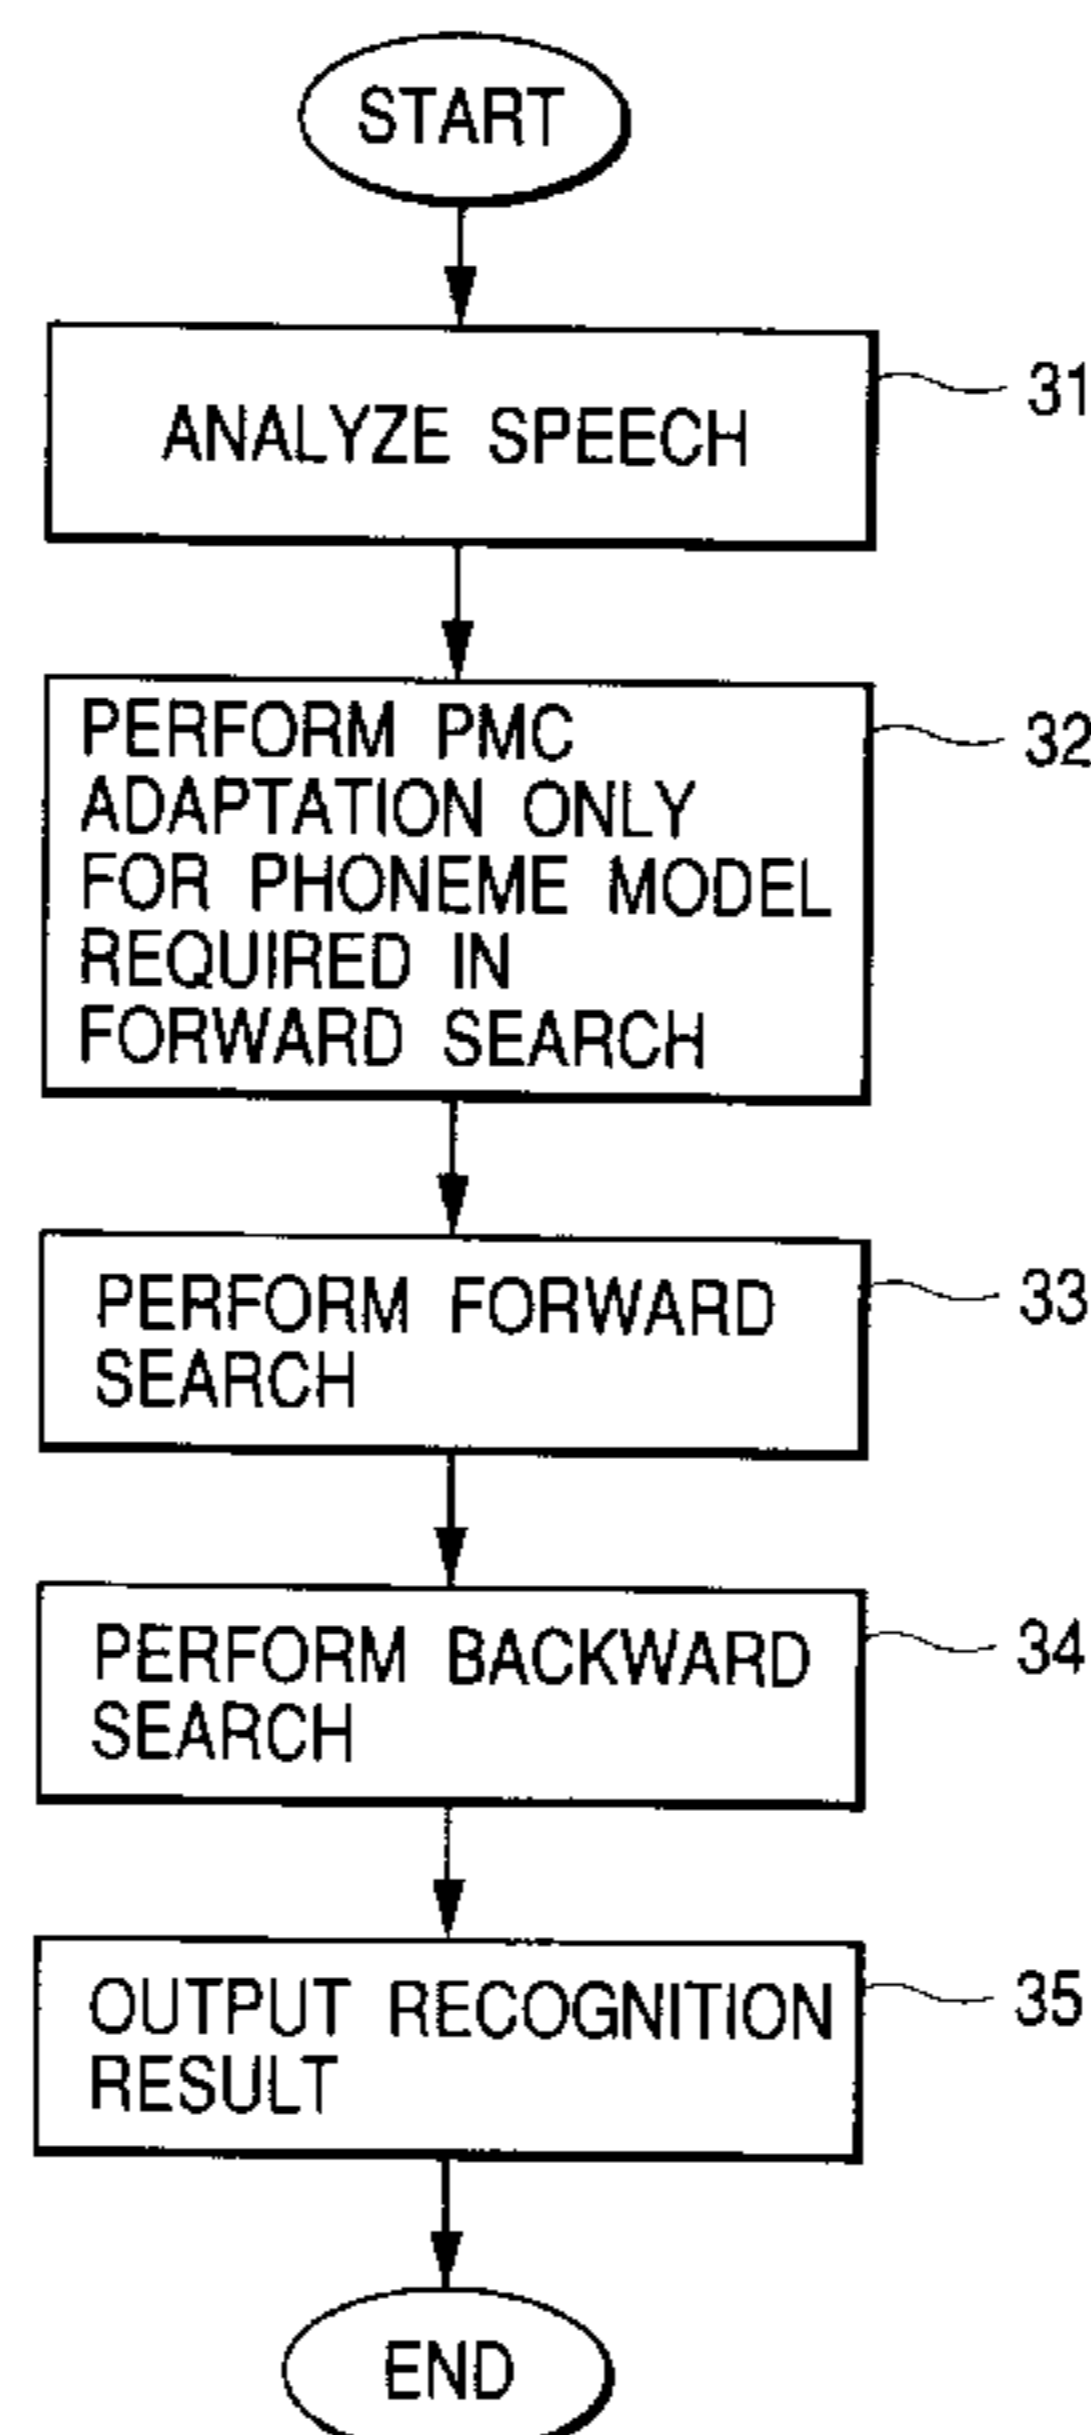 START
ANALYZE SPEECH
31
PERFORM PMC
ADAPTATION ONLY
FOR PHONEME MODEL
REQUIRED IN
FORWARD SEARCH
32
PERFORM FORWARD
SEARCH
33
PERFORM BACKWARD
SEARCH
34
OUTPUT RECOGNITION
RESULT
35
END